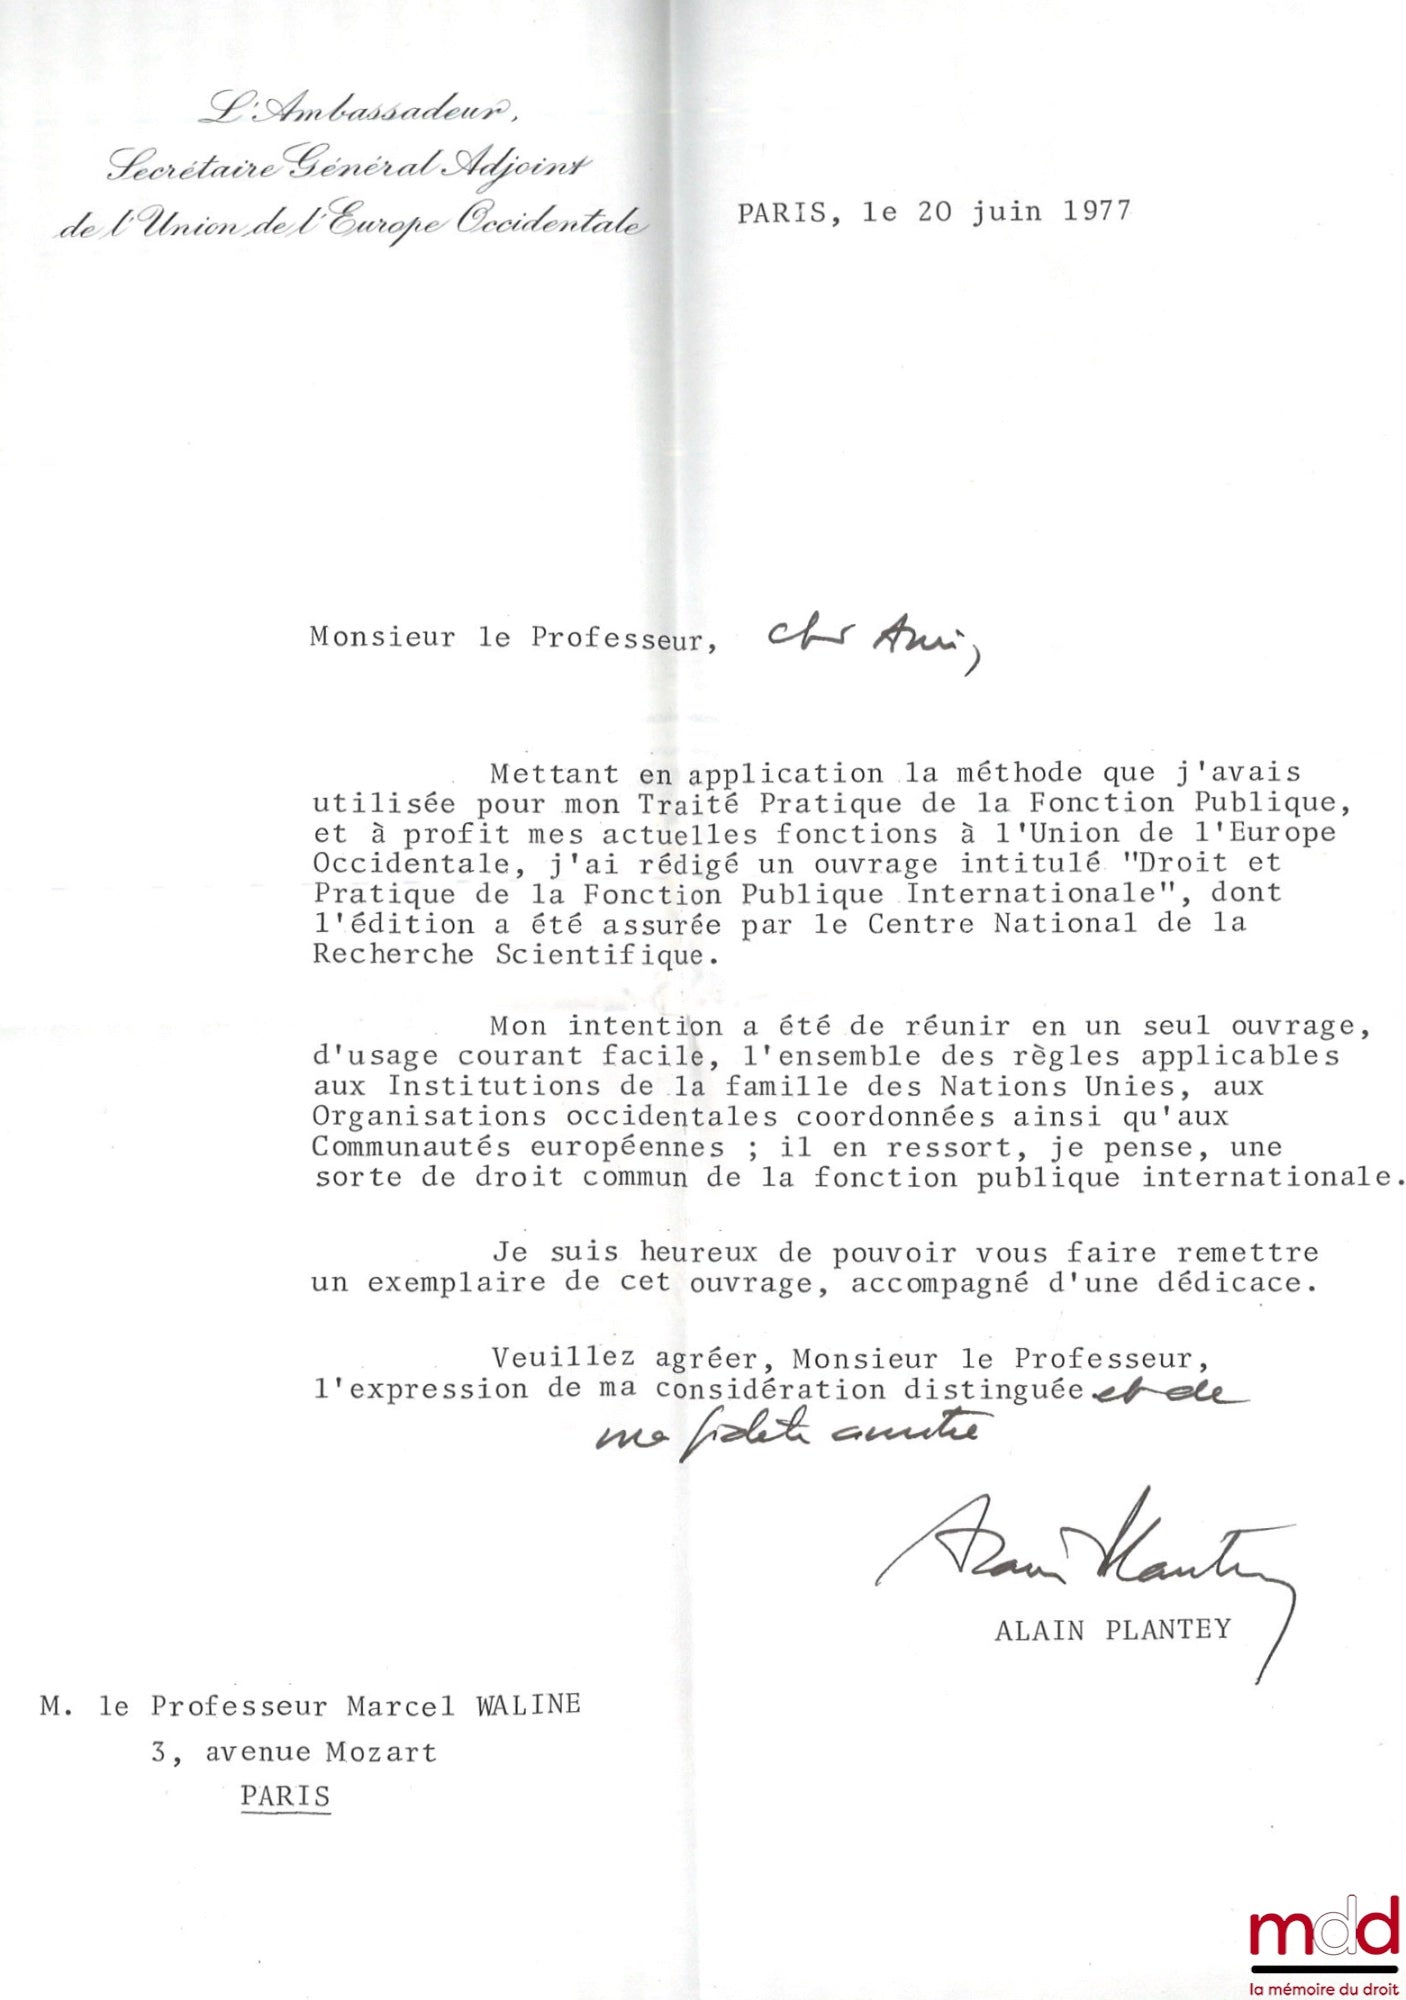 L'Ambassadeur,
Secrétaire Général Adjoint
de l'Union de l'Europe Occidentale
PARIS, le 20 juin 1977
Monsieur le Professeur, cher Ami,
Mettant en application la méthode que j'avais
utilisée pour mon Traité Pratique de la Fonction Publique,
et à profit mes actuelles fonctions à l'Union de l'Europe
Occidentale, j'ai rédigé un ouvrage intitulé "Droit et
Pratique de la Fonction Publique Internationale", dont
l'édition a été assurée par le Centre National de la
Recherche Scientifique.
Mon intention a été de réunir en un seul ouvrage,
d'usage courant facile, l'ensemble des règles applicables
aux Institutions de la famille des Nations Unies, aux
Organisations occidentales coordonnées ainsi qu'aux
Communautés européennes ; il en ressort, je pense, une
sorte de droit commun de la fonction publique internationale.
Je suis heureux de pouvoir vous faire remettre
un exemplaire de cet ouvrage, accompagné d'une dédicace.
Veuillez agréer, Monsieur le Professeur,
l'expression de ma considération distinguée et de
ma fidèle amitié
Alain Plantey
ALAIN PLANTEY
M. le Professeur Marcel WALINE
3, avenue Mozart
PARIS
mdd
la mémoire du droit